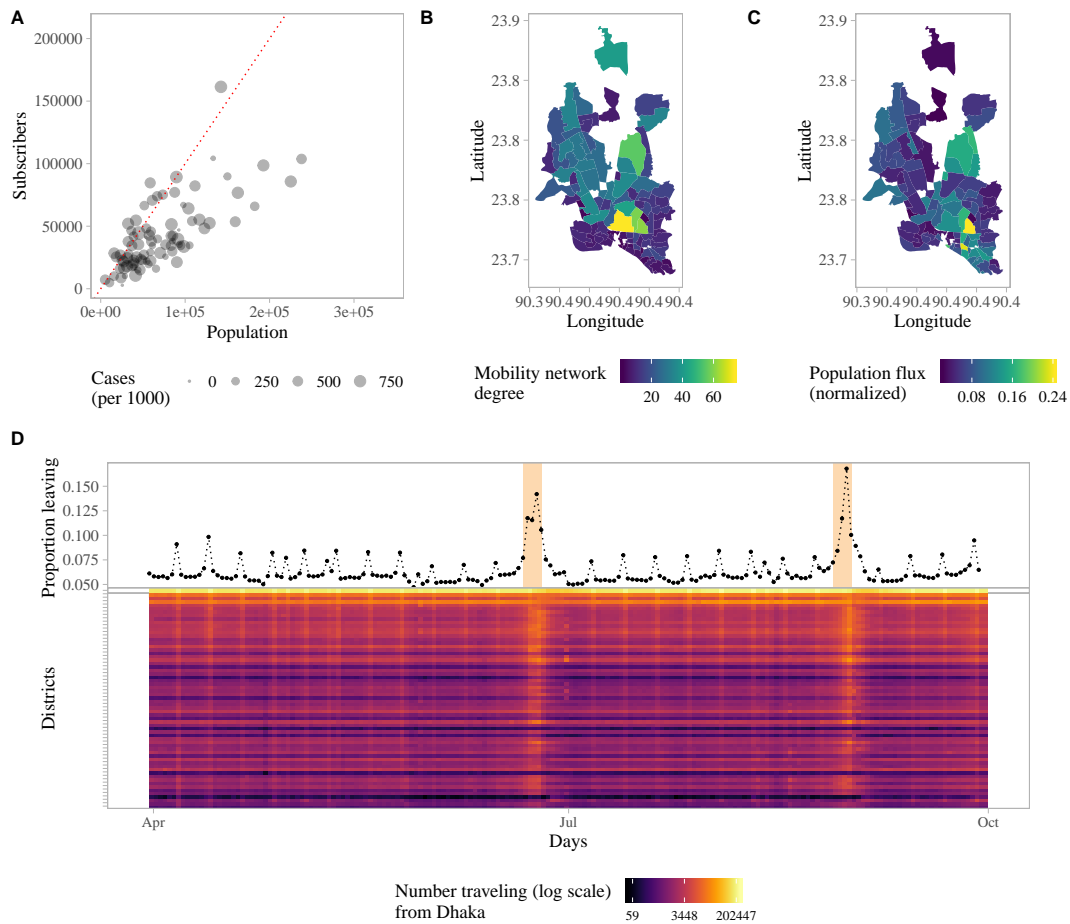 A
Subscribers
200000
150000
100000
50000
0
0e+00 1e+05 2e+05 3e+05
Population
Cases
(per 1000)
0 250 500 750
B
Latitude
23.9
23.8
23.8
23.8
23.7
90.3 90.4 90.4 90.4 90.4 90.4
Longitude
Mobility network
degree
20 40 60
C
Latitude
23.9
23.8
23.8
23.8
23.7
90.3 90.4 90.4 90.4 90.4 90.4
Longitude
Population flux
(normalized)
0.08 0.16 0.24
D
Proportion leaving
0.150
0.125
0.100
0.075
0.050
Districts
Apr Jul Oct
Days
Number traveling (log scale)
from Dhaka
59 3448 202447